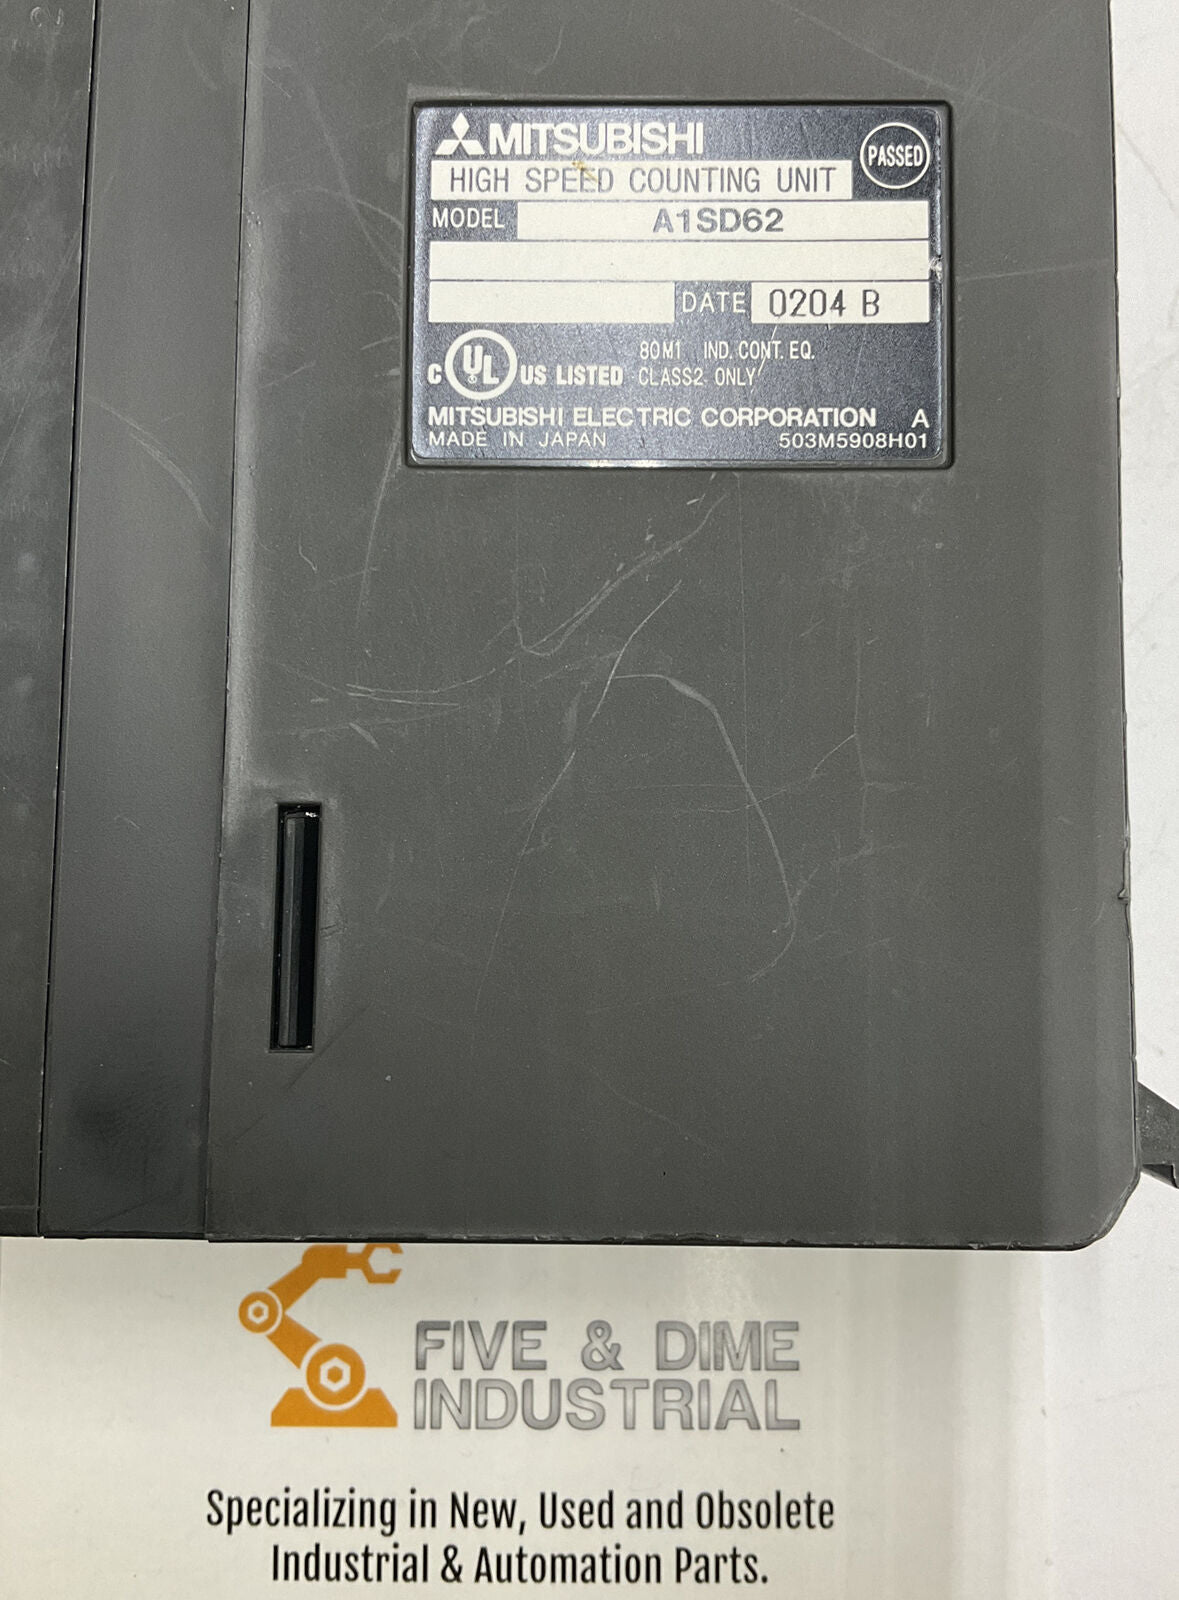 MITSUBISHI
PASSED
HIGH SPEED COUNTING UNIT
MODEL A1SD62
DATE 0204 B
C UL US LISTED
80M1 IND. CONT. EQ.
CLASS2 ONLY
MITSUBISHI ELECTRIC CORPORATION A
MADE IN JAPAN 503M5908H01
FIVE & DIME
INDUSTRIAL
Specializing in New, Used and Obsolete
Industrial & Automation Parts.